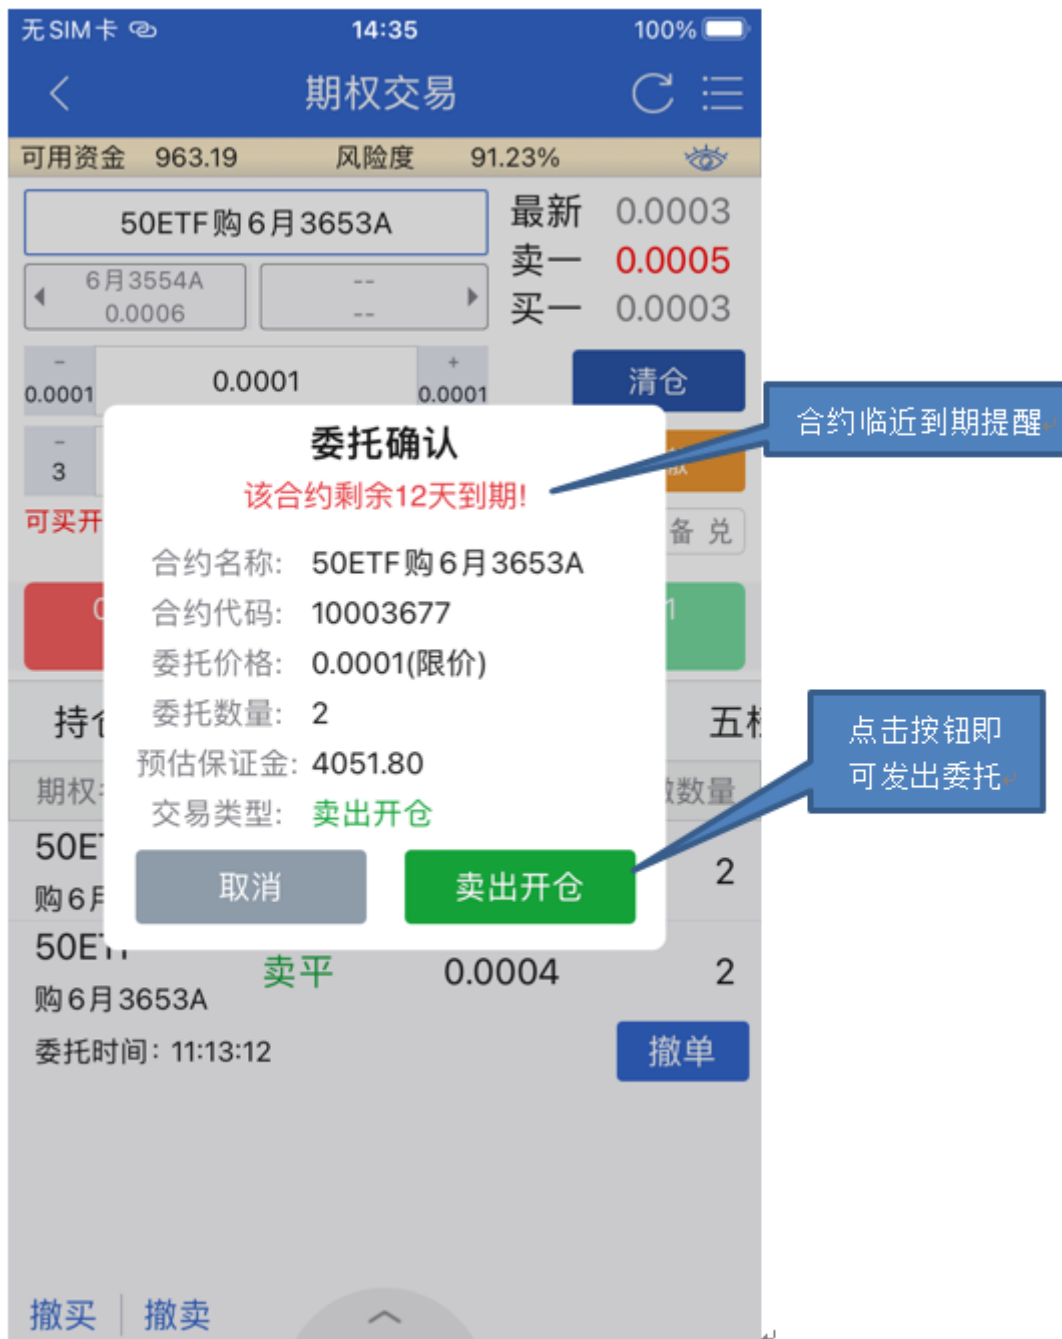 无SIM卡 14:35 100%
期权交易
可用资金 963.19 风险度 91.23%
50ETF购6月3653A
最新 0.0003
卖一 0.0005
买一 0.0003
6月3554A
0.0006
--
--
-
0.0001
0.0001
+
0.0001
清仓
-
3
合约临近到期提醒
委托确认
该合约剩余12天到期!
可买开
备兑
合约名称: 50ETF购6月3653A
合约代码: 10003677
委托价格: 0.0001(限价)
委托数量: 2
预估保证金: 4051.80
交易类型: 卖出开仓
取消
卖出开仓
点击按钮即
可发出委托
持仓
五
期权
数量
50E
购6月
2
50ETF
购6月3653A
卖平 0.0004 2
委托时间: 11:13:12
撤单
撤买 撤卖